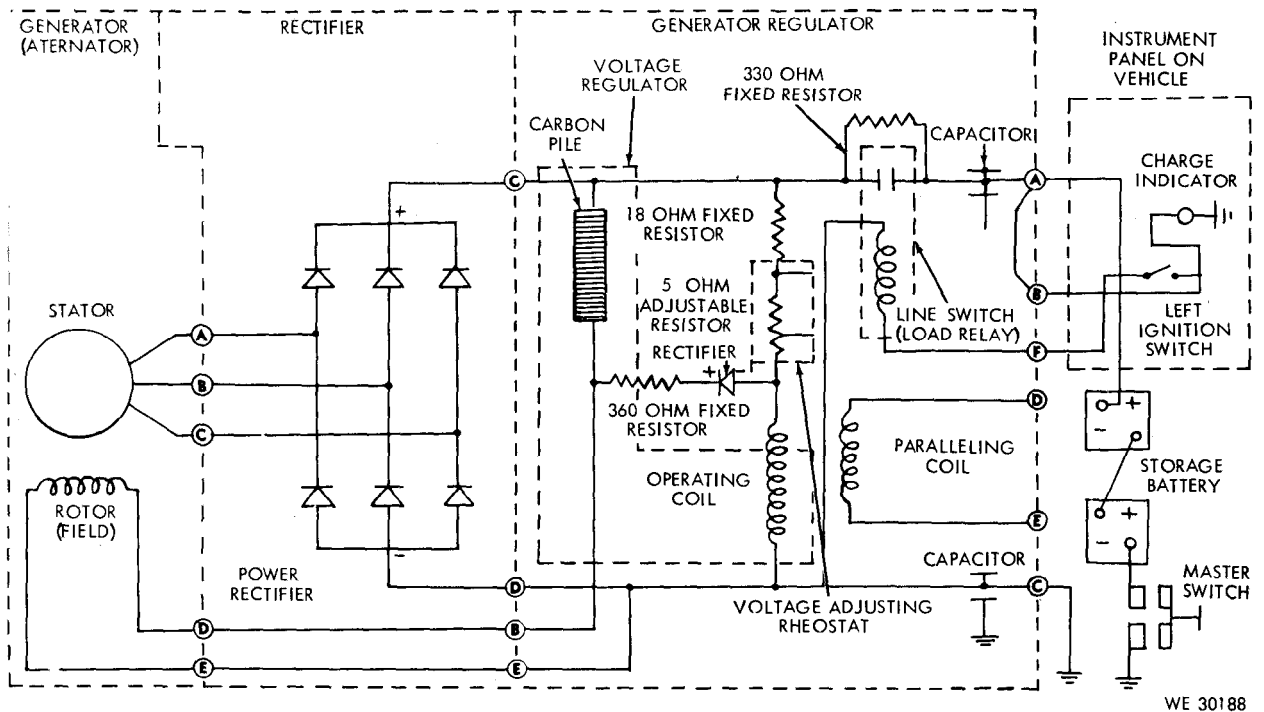 GENERATOR
(ATERNATOR)
RECTIFIER
GENERATOR REGULATOR
INSTRUMENT
PANEL ON
VEHICLE
VOLTAGE
REGULATOR
330 OHM
FIXED RESISTOR
CARBON
PILE
CAPACITOR
CHARGE
INDICATOR
C
A
+
18 OHM FIXED
RESISTOR
5 OHM
ADJUSTABLE
RESISTOR
B
LINE SWITCH
(LOAD RELAY)
LEFT
IGNITION
SWITCH
STATOR
A
RECTIFIER
F
+ -
B
360 OHM FIXED
RESISTOR
D
+
-
C
PARALLELING
COIL
STORAGE
BATTERY
OPERATING
COIL
ROTOR
(FIELD)
E
+
-
-
POWER
RECTIFIER
CAPACITOR
D
C
MASTER
SWITCH
VOLTAGE ADJUSTING
RHEOSTAT
D
B
E
E
WE 30188